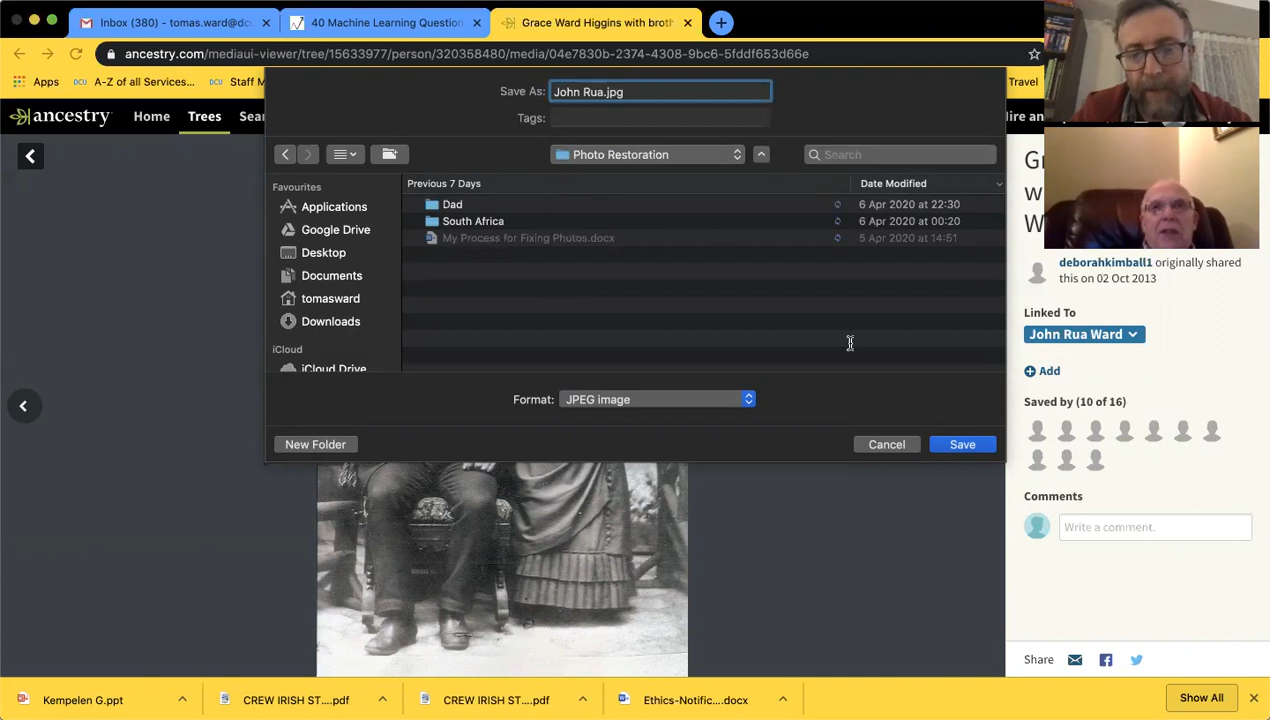 Inbox (380) - tomas.ward@dc
40 Machine Learning Question
Grace Ward Higgins with broth
ancestry.com/mediaui-viewer/tree/15633977/person/320358480/media/04e7830b-2374-4308-9bc6-5fddf653d66e
Apps
DCU A-Z of all Services...
DCU Staff M
Travel
ancestry
Home
Trees
Sear
Hire an
Save As: John Rua.jpg
Tags:
Photo Restoration
Search
Favourites
Applications
Google Drive
Desktop
Documents
tomasward
Downloads
iCloud
iCloud Drive
Previous 7 Days
Date Modified
Dad
6 Apr 2020 at 22:30
South Africa
6 Apr 2020 at 00:20
My Process for Fixing Photos.docx
5 Apr 2020 at 14:51
Format: JPEG image
New Folder
Cancel
Save
deborahkimball1 originally shared
this on 02 Oct 2013
Linked To
John Rua Ward
Add
Saved by (10 of 16)
Comments
Write a comment.
Share
Kempelen G.ppt
CREW IRISH ST....pdf
CREW IRISH ST....pdf
Ethics-Notific....docx
Show All